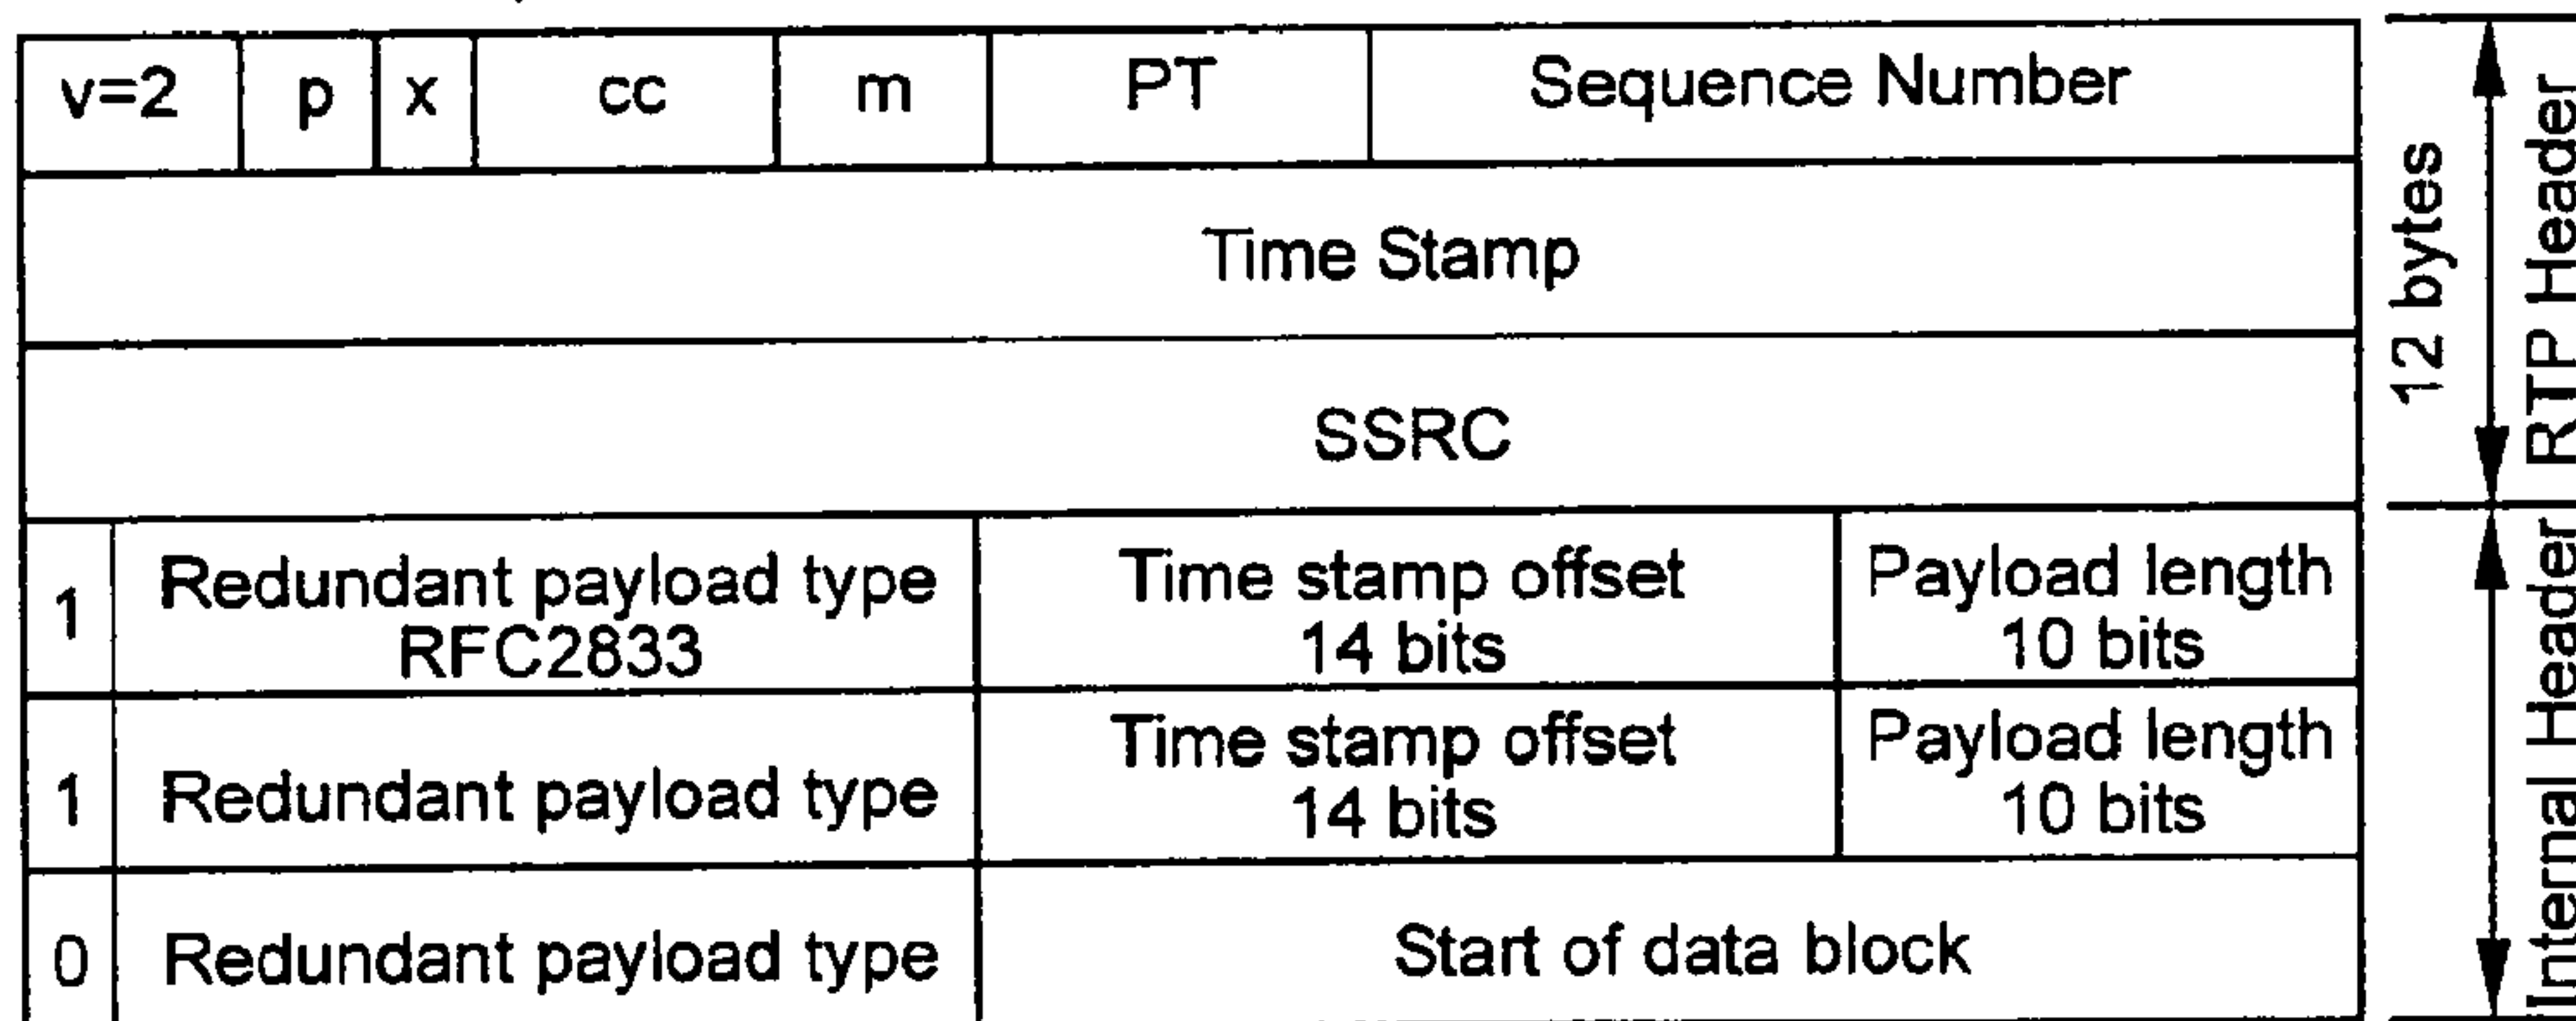 v=2 p x cc m PT Sequence Number
Time Stamp
SSRC
12 bytes
RTP Header
1 Redundant payload type RFC2833 Time stamp offset 14 bits Payload length 10 bits
1 Redundant payload type Time stamp offset 14 bits Payload length 10 bits
0 Redundant payload type Start of data block
Internal Header